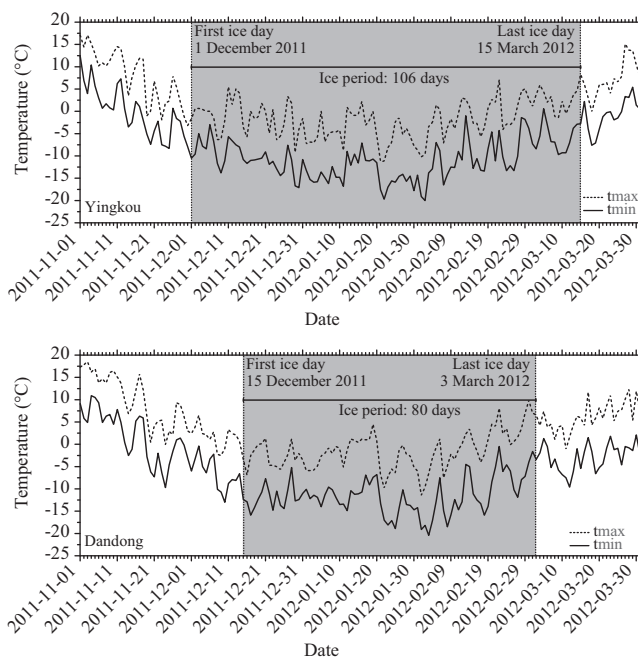 20
15
10
5
0
-5
-10
-15
-20
-25
Temperature (°C)
First ice day
1 December 2011
Last ice day
15 March 2012
Ice period: 106 days
Yingkou
tmax
tmin
2011-11-01
2011-11-11
2011-11-21
2011-12-01
2011-12-11
2011-12-21
2011-12-31
2012-01-10
2012-01-20
2012-01-30
2012-02-09
2012-02-19
2012-02-29
2012-03-10
2012-03-20
2012-03-30
Date
20
15
10
5
0
-5
-10
-15
-20
-25
Temperature (°C)
First ice day
15 December 2011
Last ice day
3 March 2012
Ice period: 80 days
Dandong
tmax
tmin
2011-11-01
2011-11-11
2011-11-21
2011-12-01
2011-12-11
2011-12-21
2011-12-31
2012-01-10
2012-01-20
2012-01-30
2012-02-09
2012-02-19
2012-02-29
2012-03-10
2012-03-20
2012-03-30
Date